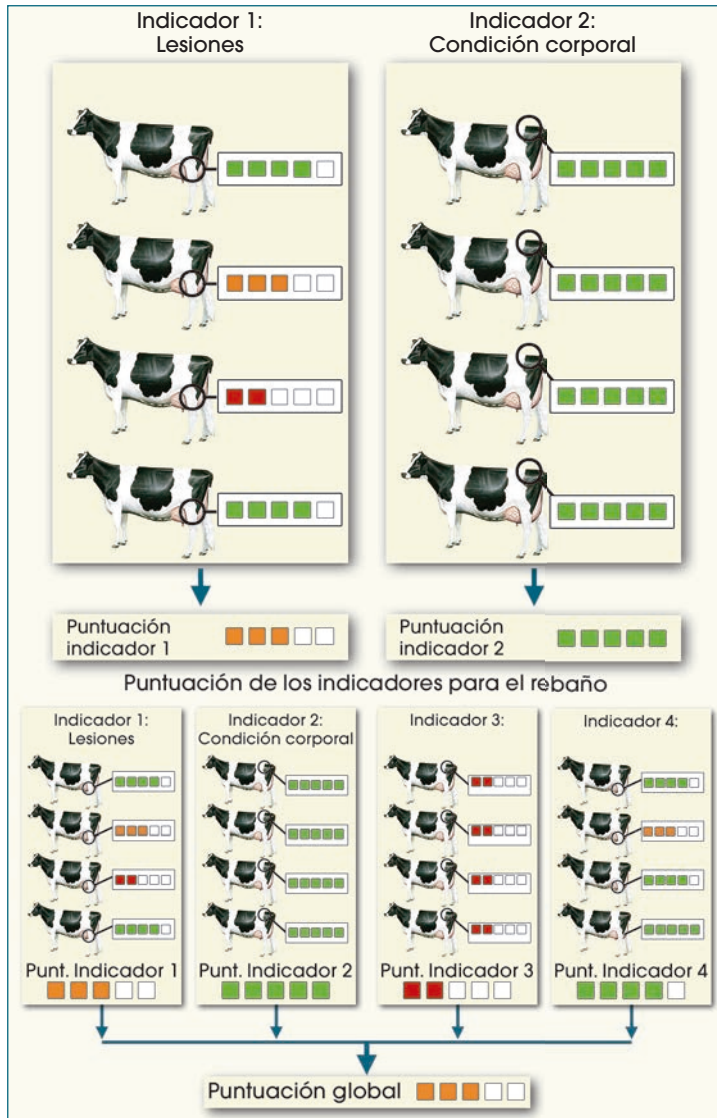 Indicador 1:
Lesiones
Indicador 2:
Condición corporal
Puntuación
indicador 1
Puntuación
indicador 2
Puntuación de los indicadores para el rebaño
Indicador 1:
Lesiones
Indicador 2:
Condición corporal
Indicador 3:
Indicador 4:
Punt. Indicador 1
Punt. Indicador 2
Punt. Indicador 3
Punt. Indicador 4
Puntuación global